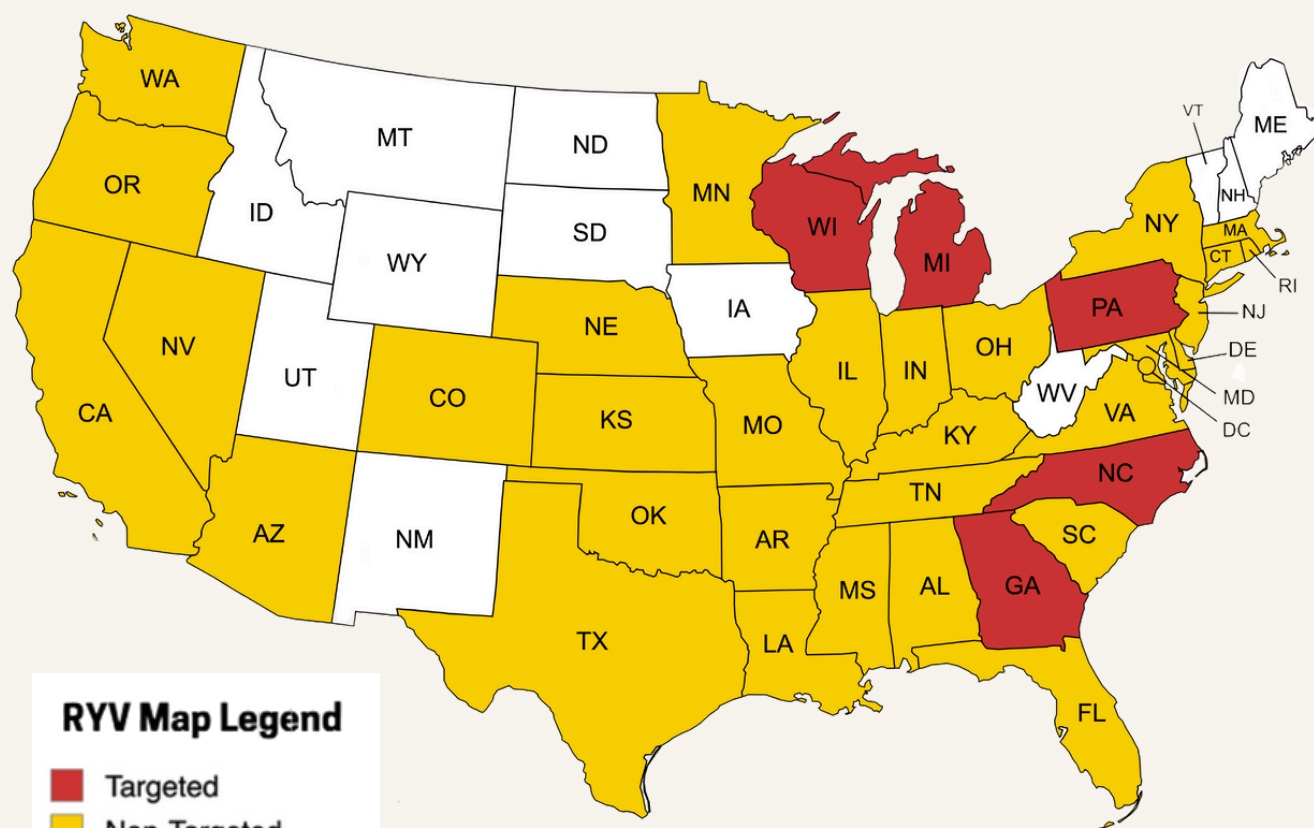 WA
MT
ND
MN
VT
ME
OR
ID
SD
WI
NH
NY
MA
WY
MI
CT
RI
IA
PA
NJ
NE
NV
OH
DE
UT
IL
IN
CO
WV
MD
CA
KS
MO
KY
VA
DC
NC
TN
OK
AZ
NM
AR
SC
MS
AL
GA
TX
LA
FL
RYV Map Legend
Targeted
Non-Targeted